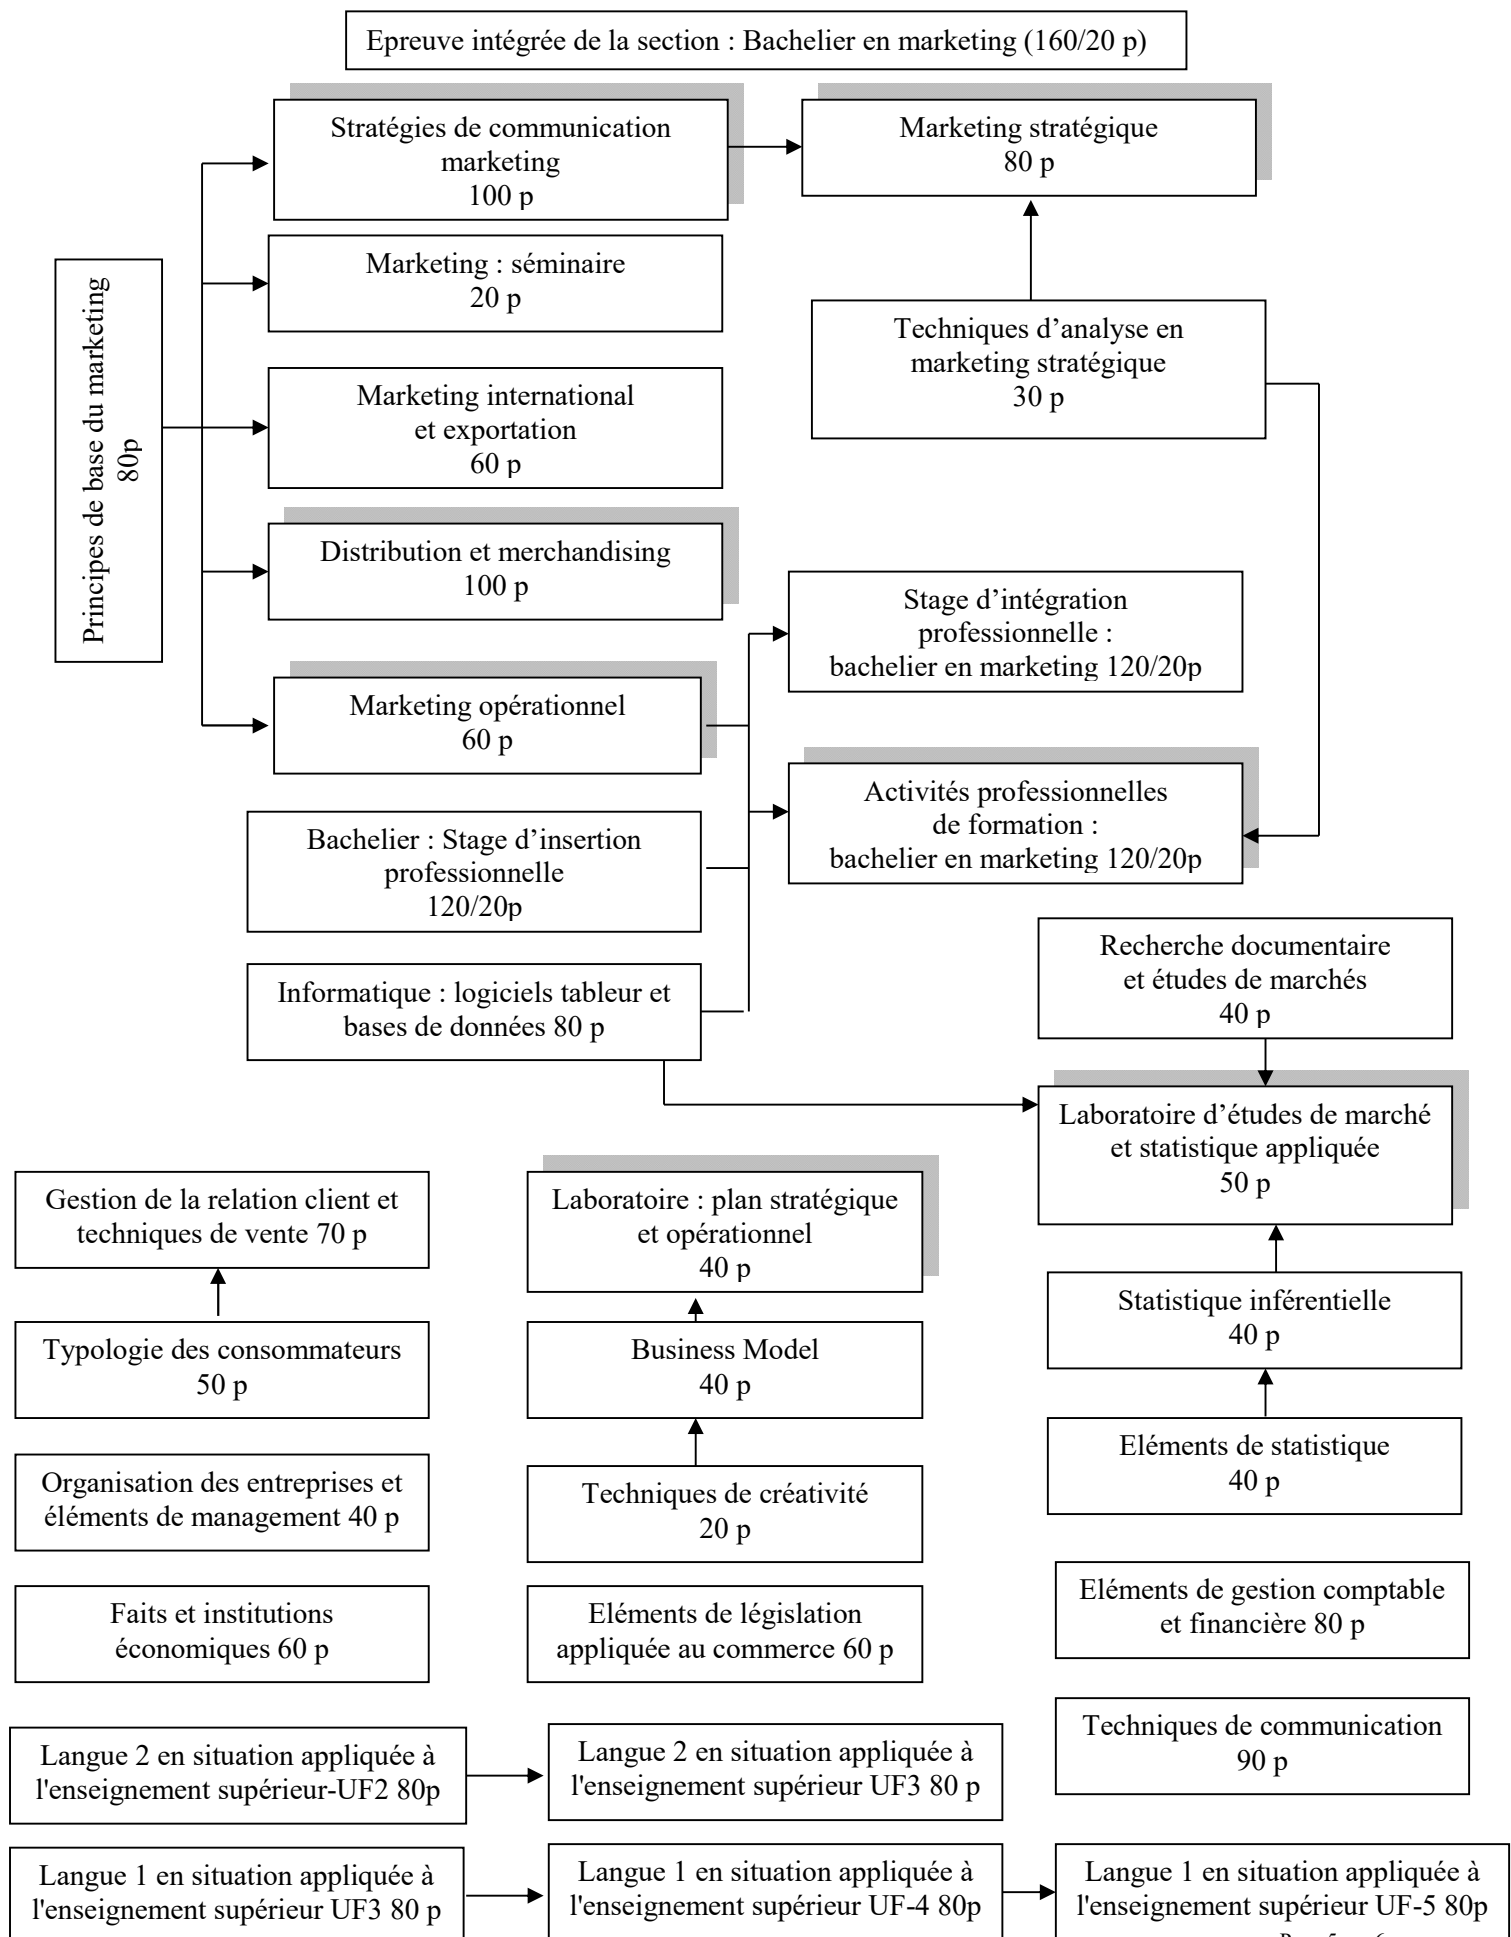 Epreuve intégrée de la section : Bachelier en marketing (160/20 p)
Stratégies de communication
marketing
100 p
Marketing stratégique
80 p
Marketing : séminaire
20 p
Principes de base du marketing
80p
Techniques d’analyse en
marketing stratégique
30 p
Marketing international
et exportation
60 p
Distribution et merchandising
100 p
Stage d’intégration
professionnelle :
bachelier en marketing 120/20p
Marketing opérationnel
60 p
Activités professionnelles
de formation :
bachelier en marketing 120/20p
Bachelier : Stage d’insertion
professionnelle
120/20p
Recherche documentaire
et études de marchés
40 p
Informatique : logiciels tableur et
bases de données 80 p
Laboratoire d’études de marché
et statistique appliquée
50 p
Gestion de la relation client et
techniques de vente 70 p
Laboratoire : plan stratégique
et opérationnel
40 p
Statistique inférentielle
40 p
Typologie des consommateurs
50 p
Business Model
40 p
Eléments de statistique
40 p
Organisation des entreprises et
éléments de management 40 p
Techniques de créativité
20 p
Eléments de gestion comptable
et financière 80 p
Faits et institutions
économiques 60 p
Eléments de législation
appliquée au commerce 60 p
Techniques de communication
90 p
Langue 2 en situation appliquée à
l'enseignement supérieur-UF2 80p
Langue 2 en situation appliquée à
l'enseignement supérieur UF3 80 p
Langue 1 en situation appliquée à
l'enseignement supérieur UF3 80 p
Langue 1 en situation appliquée à
l'enseignement supérieur UF-4 80p
Langue 1 en situation appliquée à
l'enseignement supérieur UF-5 80p